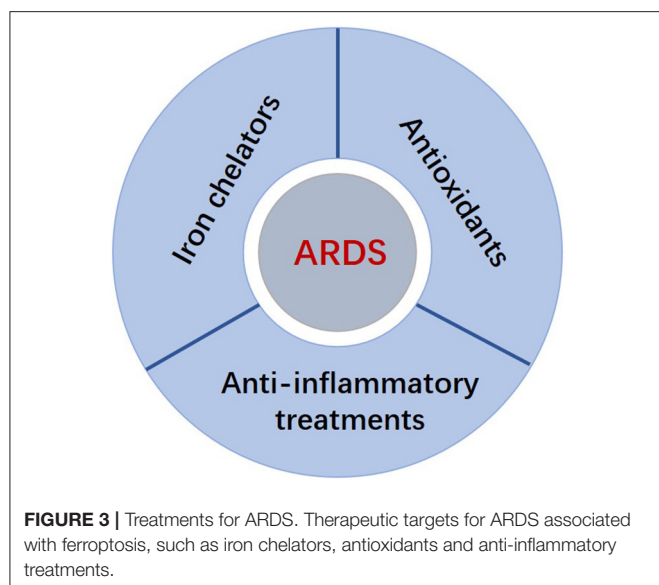 Iron chelators
Antioxidants
ARDS
Anti-inflammatory
treatments
FIGURE 3 | Treatments for ARDS. Therapeutic targets for ARDS associated
with ferroptosis, such as iron chelators, antioxidants and anti-inflammatory
treatments.